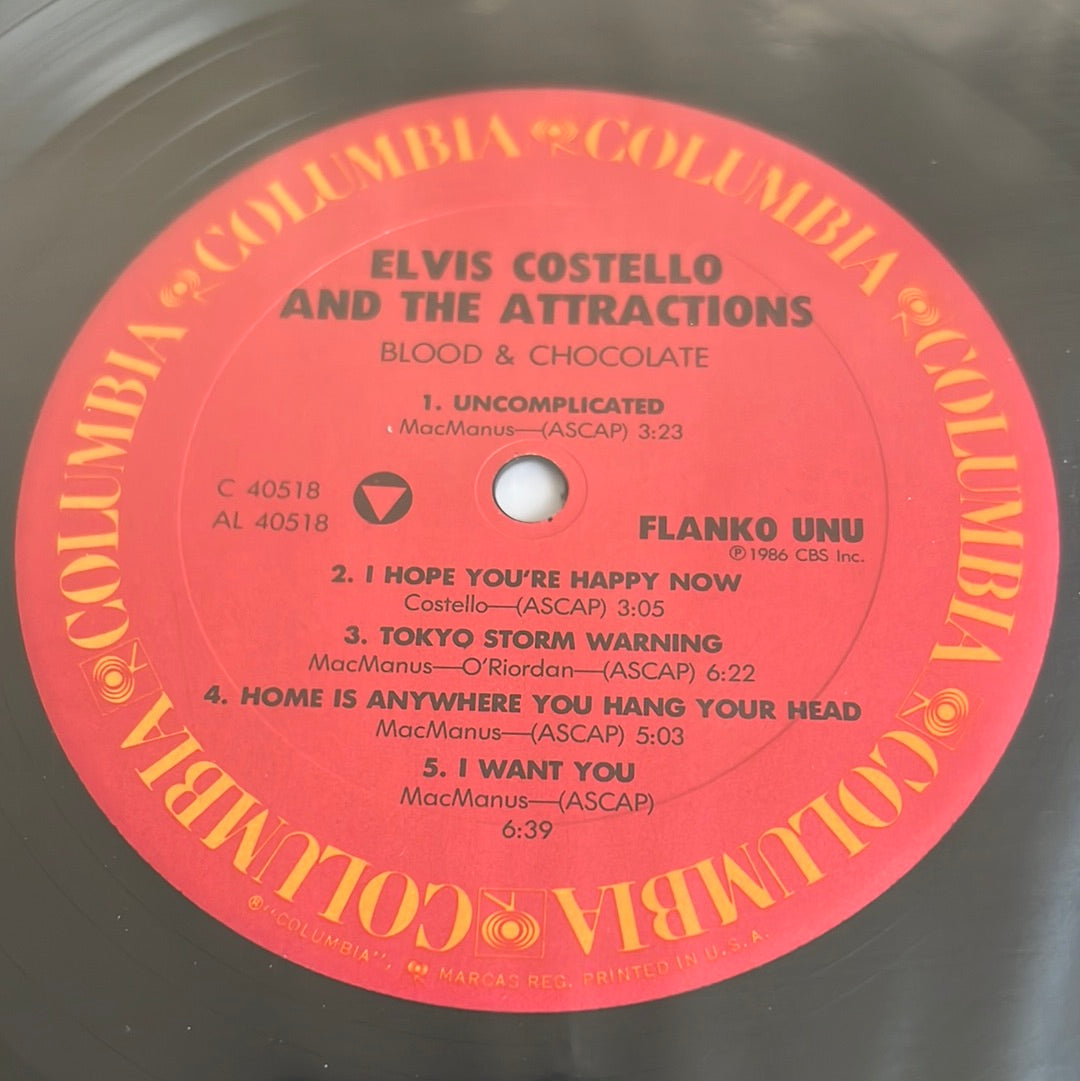 COLUMBIA COLUMBIA COLUMBIA COLUMBIA COLUMBIA COLUMBIA COLUMBIA COLUMBIA
ELVIS COSTELLO
AND THE ATTRACTIONS
BLOOD & CHOCOLATE
1. UNCOMPLICATED
MacManus—(ASCAP) 3:23
C 40518
AL 40518
FLANKO UNU
℗1986 CBS Inc.
2. I HOPE YOU'RE HAPPY NOW
Costello—(ASCAP) 3:05
3. TOKYO STORM WARNING
MacManus—O'Riordan—(ASCAP) 6:22
4. HOME IS ANYWHERE YOU HANG YOUR HEAD
MacManus—(ASCAP) 5:03
5. I WANT YOU
MacManus—(ASCAP)
6:39
®"COLUMBIA", MARCAS REG. PRINTED IN U.S.A.